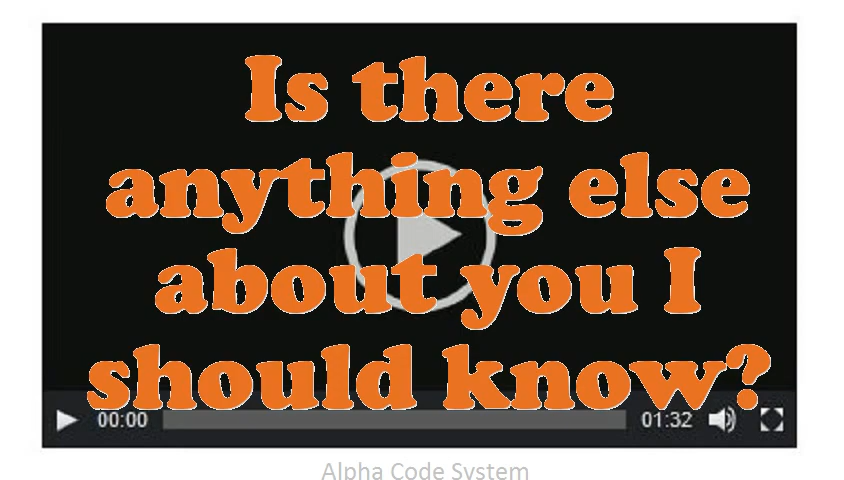 Is there
anything else
about you I
should know?
00:00 01:32
Alpha Code System